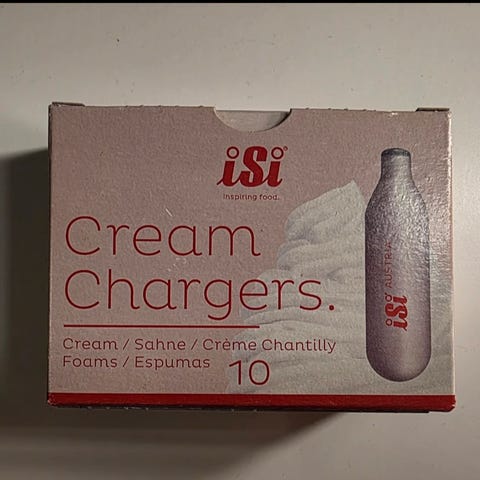 iSi®
inspiring food.
Cream
Chargers.
Cream / Sahne / Crème Chantilly
Foams / Espumas
10
iSi AUSTRIA